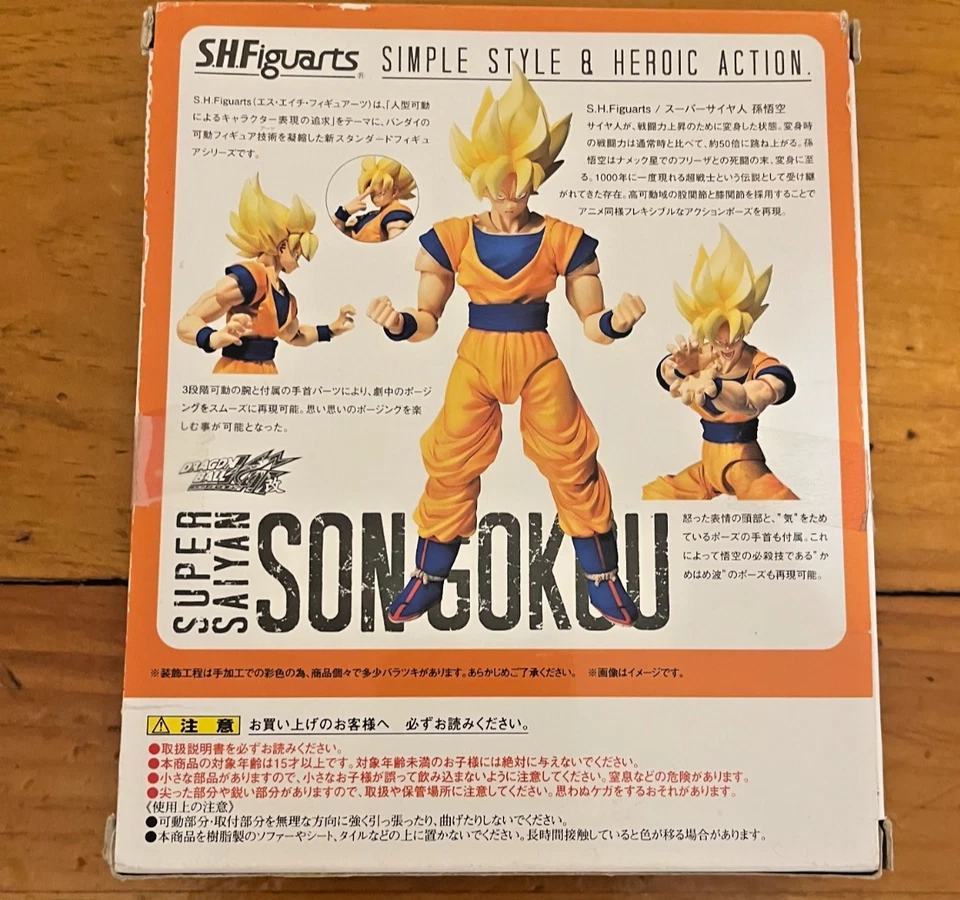 S.H.Figuarts® SIMPLE STYLE & HEROIC ACTION.
S.H.Figuarts(エス・エイチ・フィギュアーツ)は、「人型可動
によるキャラクター表現の追求」をテーマに、バンダイの
可動フィギュア技術を凝縮した新スタンダードフィギュ
アシリーズです。
S.H.Figuarts / スーパーサイヤ人 孫悟空
サイヤ人が、戦闘力上昇のために変身した状態。変身時
の戦闘力は通常時と比べて、約50倍に跳ね上がる。孫
悟空はナメック星でのフリーザとの死闘の末、変身に至
る。1000年に一度現れる超戦士という伝説として受け継
がれてきた存在。高可動域の股関節と膝関節を採用することで
アニメ同様フレキシブルなアクションポーズを再現。
3段階可動の腕と付属の手首パーツにより、劇中のポージ
ングをスムーズに再現可能。思い思いのポージンクを楽
しむ事が可能となった。
DRAGON
BALL 改
SUPER
SAIYAN
SON GOKOU
怒った表情の頭部と、"気"をため
ているポーズの手首も付属。これ
によって悟空の必殺技である"か
めはめ波"のポーズも再現可能。
※装飾工程は手加工での彩色の為、商品個々で多少バラツキがあります。あらかじめご了承ください。 ※画像はイメージです。
⚠注意 お買い上げのお客様へ 必ずお読みください。
●取扱説明書を必ずお読みください。
●本商品の対象年齢は15才以上です。対象年齢未満のお子様には絶対に与えないでください。
●小さな部品がありますので、小さなお子様が誤って飲み込まないように注意してください。窒息などの危険があります。
●尖った部分や鋭い部分がありますので、取扱や保管場所に注意してください。思わぬケガをするおそれがあります。
《使用上の注意》
●可動部分・取付部分を無理な方向に強く引っ張ったり、曲げたりしないでください。
●本商品を樹脂製のソファーやシート、タイルなどの上に置かないでください。長時間接触していると色が移る場合があります。